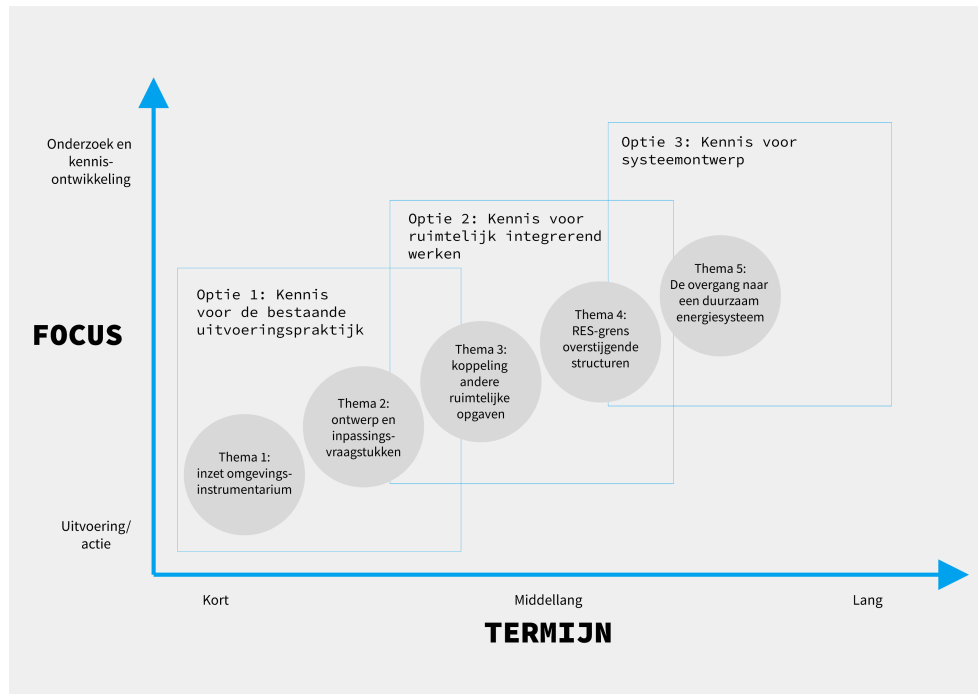 Onderzoek en
kennis-
ontwikkeling
Optie 3: Kennis voor
systeemontwerp
Optie 2: Kennis voor
ruimtelijk integrerend
werken
Optie 1: Kennis
voor de bestaande
uitvoeringspraktijk
Thema 5:
De overgang naar
een duurzaam
energiesysteem
Thema 4:
RES-grens
overstijgende
structuren
Thema 3:
koppeling
andere
ruimtelijke
opgaven
Thema 2:
ontwerp en
inpassings-
vraagstukken
Thema 1:
inzet omgevings-
instrumentarium
FOCUS
Uitvoering/
actie
Kort
Middellang
Lang
TERMIJN